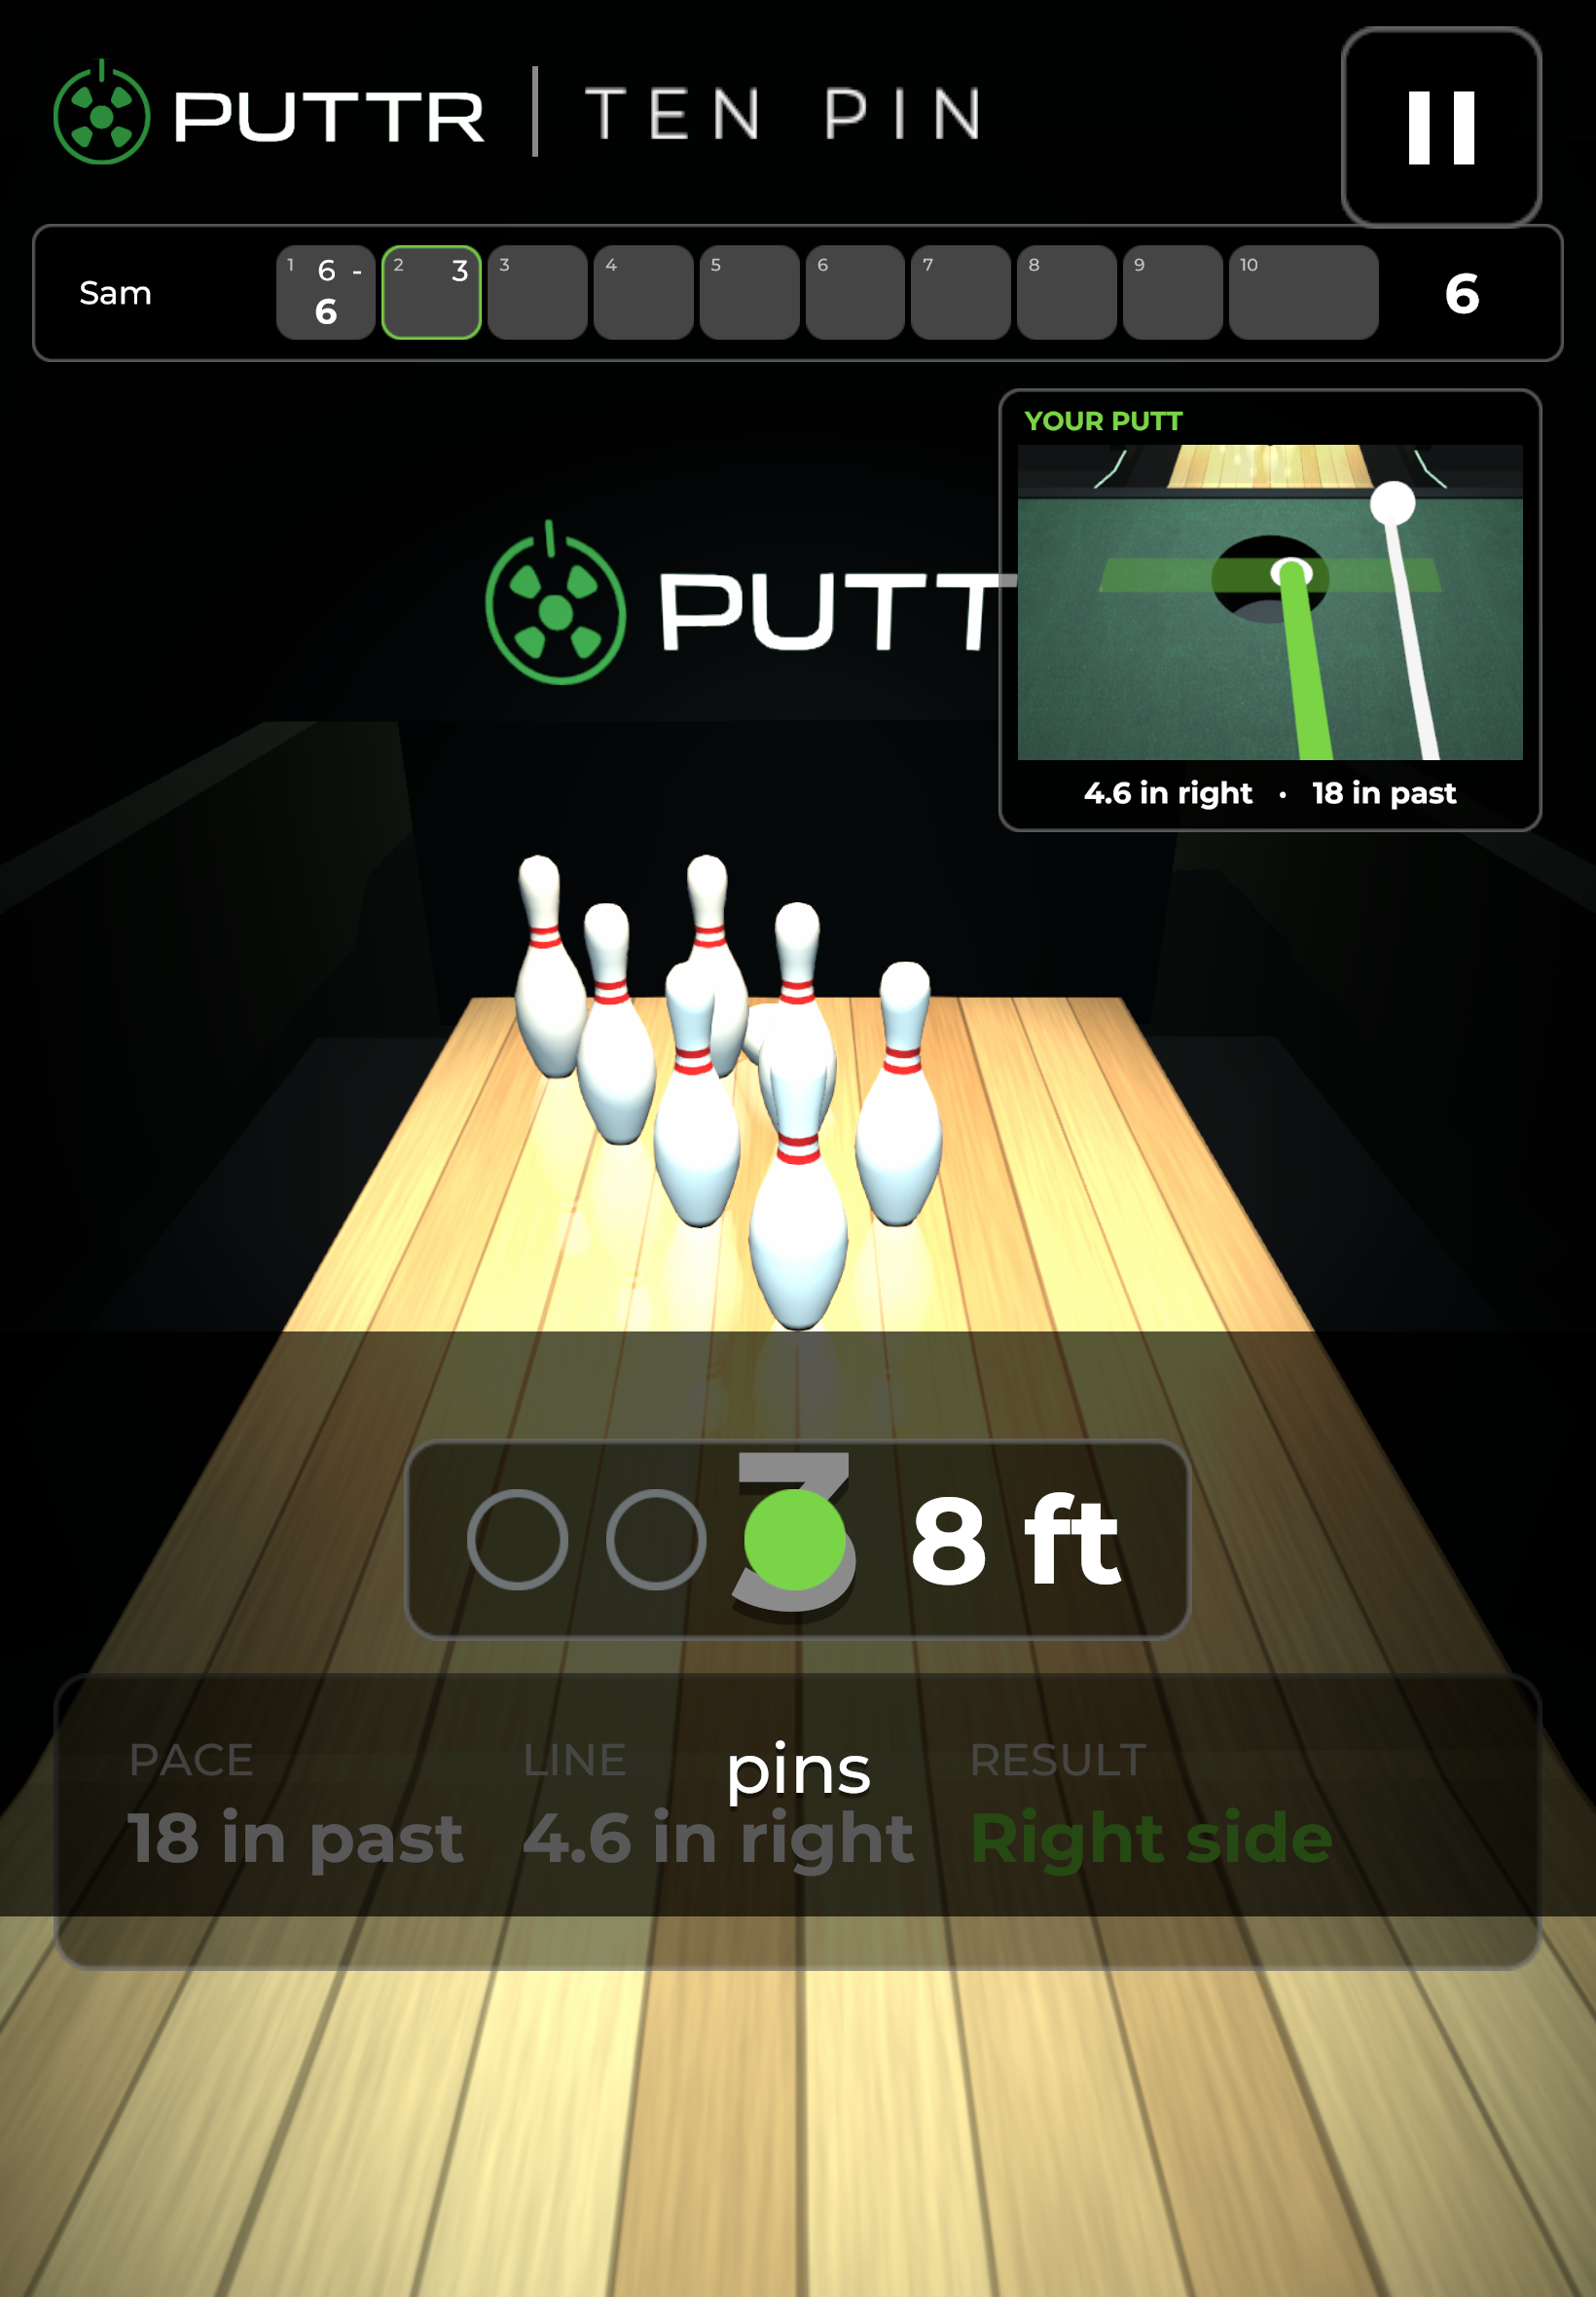 PUTTR | TEN PIN
Sam 1 6 - 6 2 3 3 4 5 6 7 8 9 10 6
YOUR PUTT
PUTT
4.6 in right · 18 in past
3 8 ft
pins
PACE LINE RESULT
18 in past 4.6 in right Right side